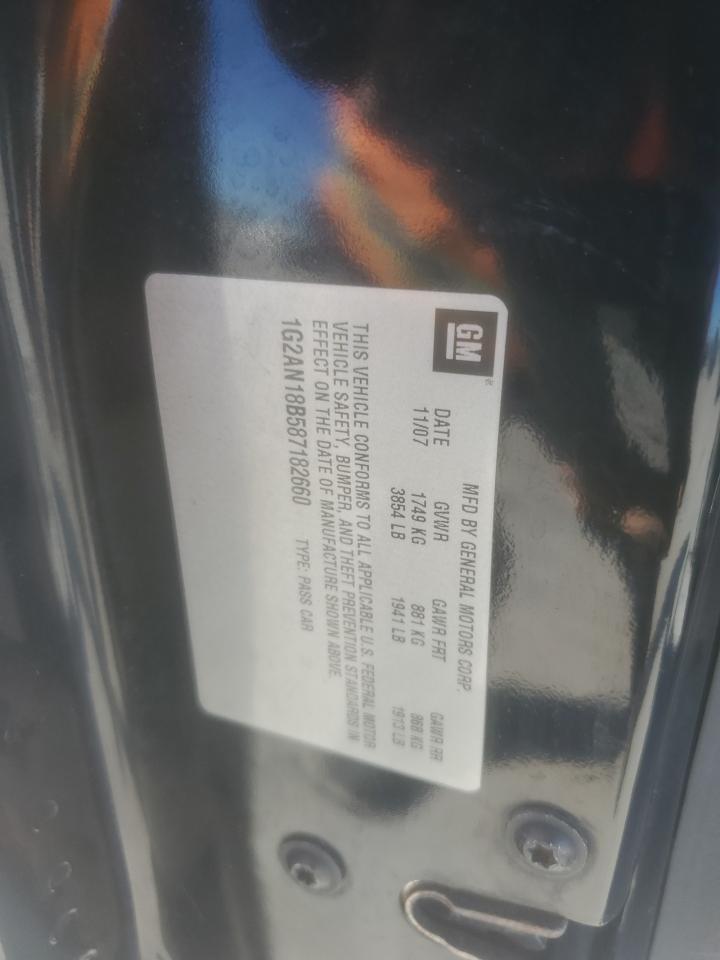 GM
MFD BY GENERAL MOTORS CORP.
DATE GVWR GAWR FRT GAWR RR
11/07 1749 KG 881 KG 868 KG
3854 LB 1941 LB 1913 LB
THIS VEHICLE CONFORMS TO ALL APPLICABLE U.S. FEDERAL MOTOR
VEHICLE SAFETY, BUMPER, AND THEFT PREVENTION STANDARDS IN
EFFECT ON THE DATE OF MANUFACTURE SHOWN ABOVE.
1G2AN18B587182660 TYPE: PASS CAR